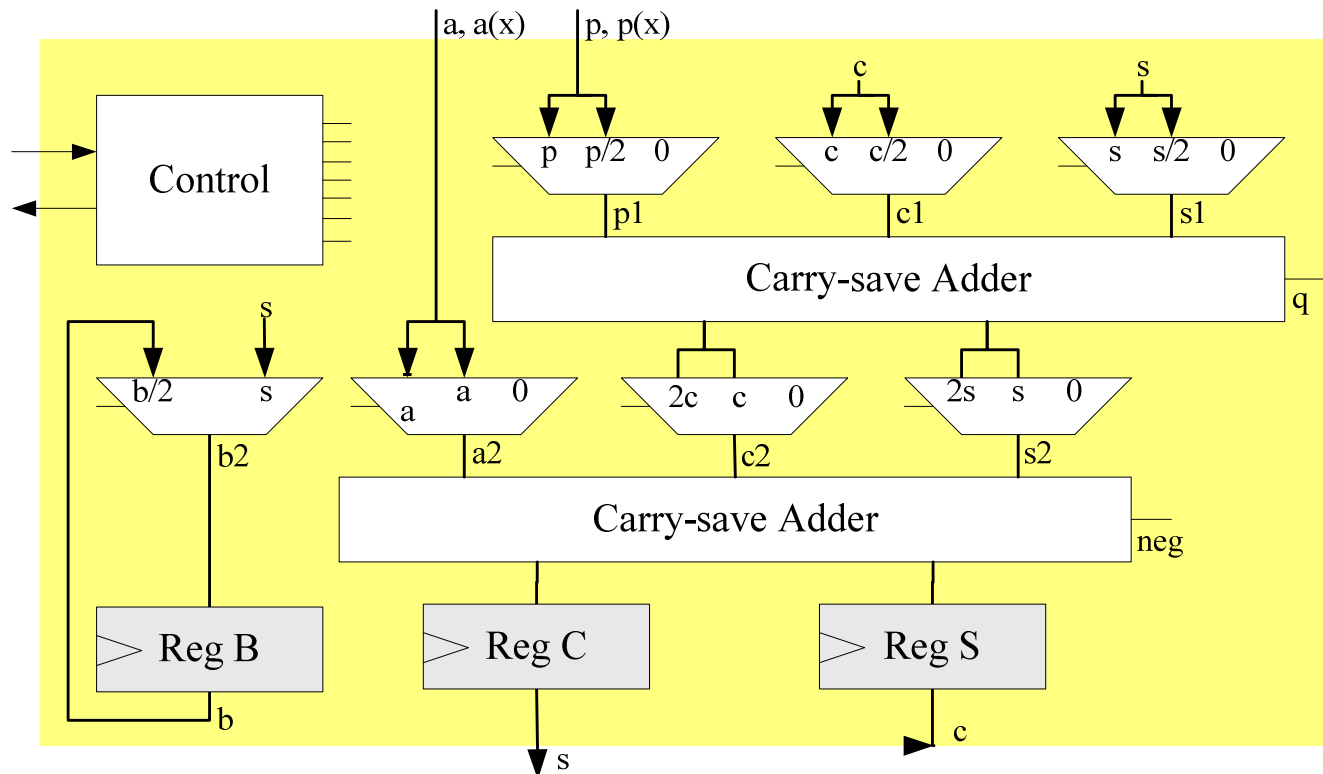 a, a(x)
p, p(x)
c
s
Control
p p/2 0
c c/2 0
s s/2 0
p1
c1
s1
Carry-save Adder
q
s
b/2 s
a a 0
2c c 0
2s s 0
b2
a2
c2
s2
Carry-save Adder
neg
Reg B
Reg C
Reg S
b
s
c